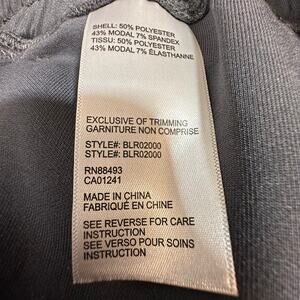 SHELL: 50% POLYESTER
43% MODAL 7% SPANDEX
TISSU: 50% POLYESTER
43% MODAL 7% ÉLASTHANNE
EXCLUSIVE OF TRIMMING
GARNITURE NON COMPRISE
STYLE#: BLR02000
STYLE#: BLR02000
RN88493
CA01241
MADE IN CHINA
FABRIQUÉ EN CHINE
SEE REVERSE FOR CARE
INSTRUCTION
SEE VERSO POUR SOINS
INSTRUCTION